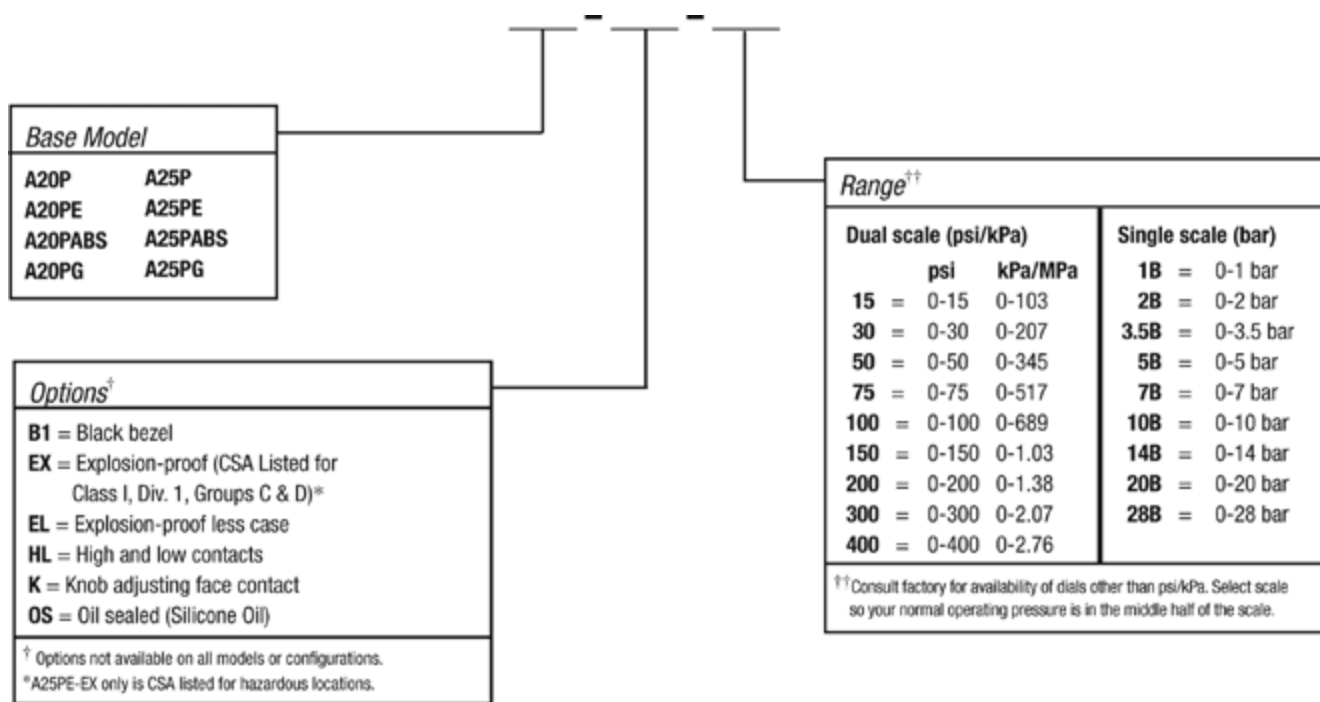 ___ - ___ - ___
Base Model
A20P A25P
A20PE A25PE
A20PABS A25PABS
A20PG A25PG
Options†
B1 = Black bezel
EX = Explosion-proof (CSA Listed for
Class I, Div. 1, Groups C & D)*
EL = Explosion-proof less case
HL = High and low contacts
K = Knob adjusting face contact
OS = Oil sealed (Silicone Oil)
† Options not available on all models or configurations.
*A25PE-EX only is CSA listed for hazardous locations.
Range††
Dual scale (psi/kPa)
psi kPa/MPa
15 = 0-15 0-103
30 = 0-30 0-207
50 = 0-50 0-345
75 = 0-75 0-517
100 = 0-100 0-689
150 = 0-150 0-1.03
200 = 0-200 0-1.38
300 = 0-300 0-2.07
400 = 0-400 0-2.76
Single scale (bar)
1B = 0-1 bar
2B = 0-2 bar
3.5B = 0-3.5 bar
5B = 0-5 bar
7B = 0-7 bar
10B = 0-10 bar
14B = 0-14 bar
20B = 0-20 bar
28B = 0-28 bar
††Consult factory for availability of dials other than psi/kPa. Select scale
so your normal operating pressure is in the middle half of the scale.